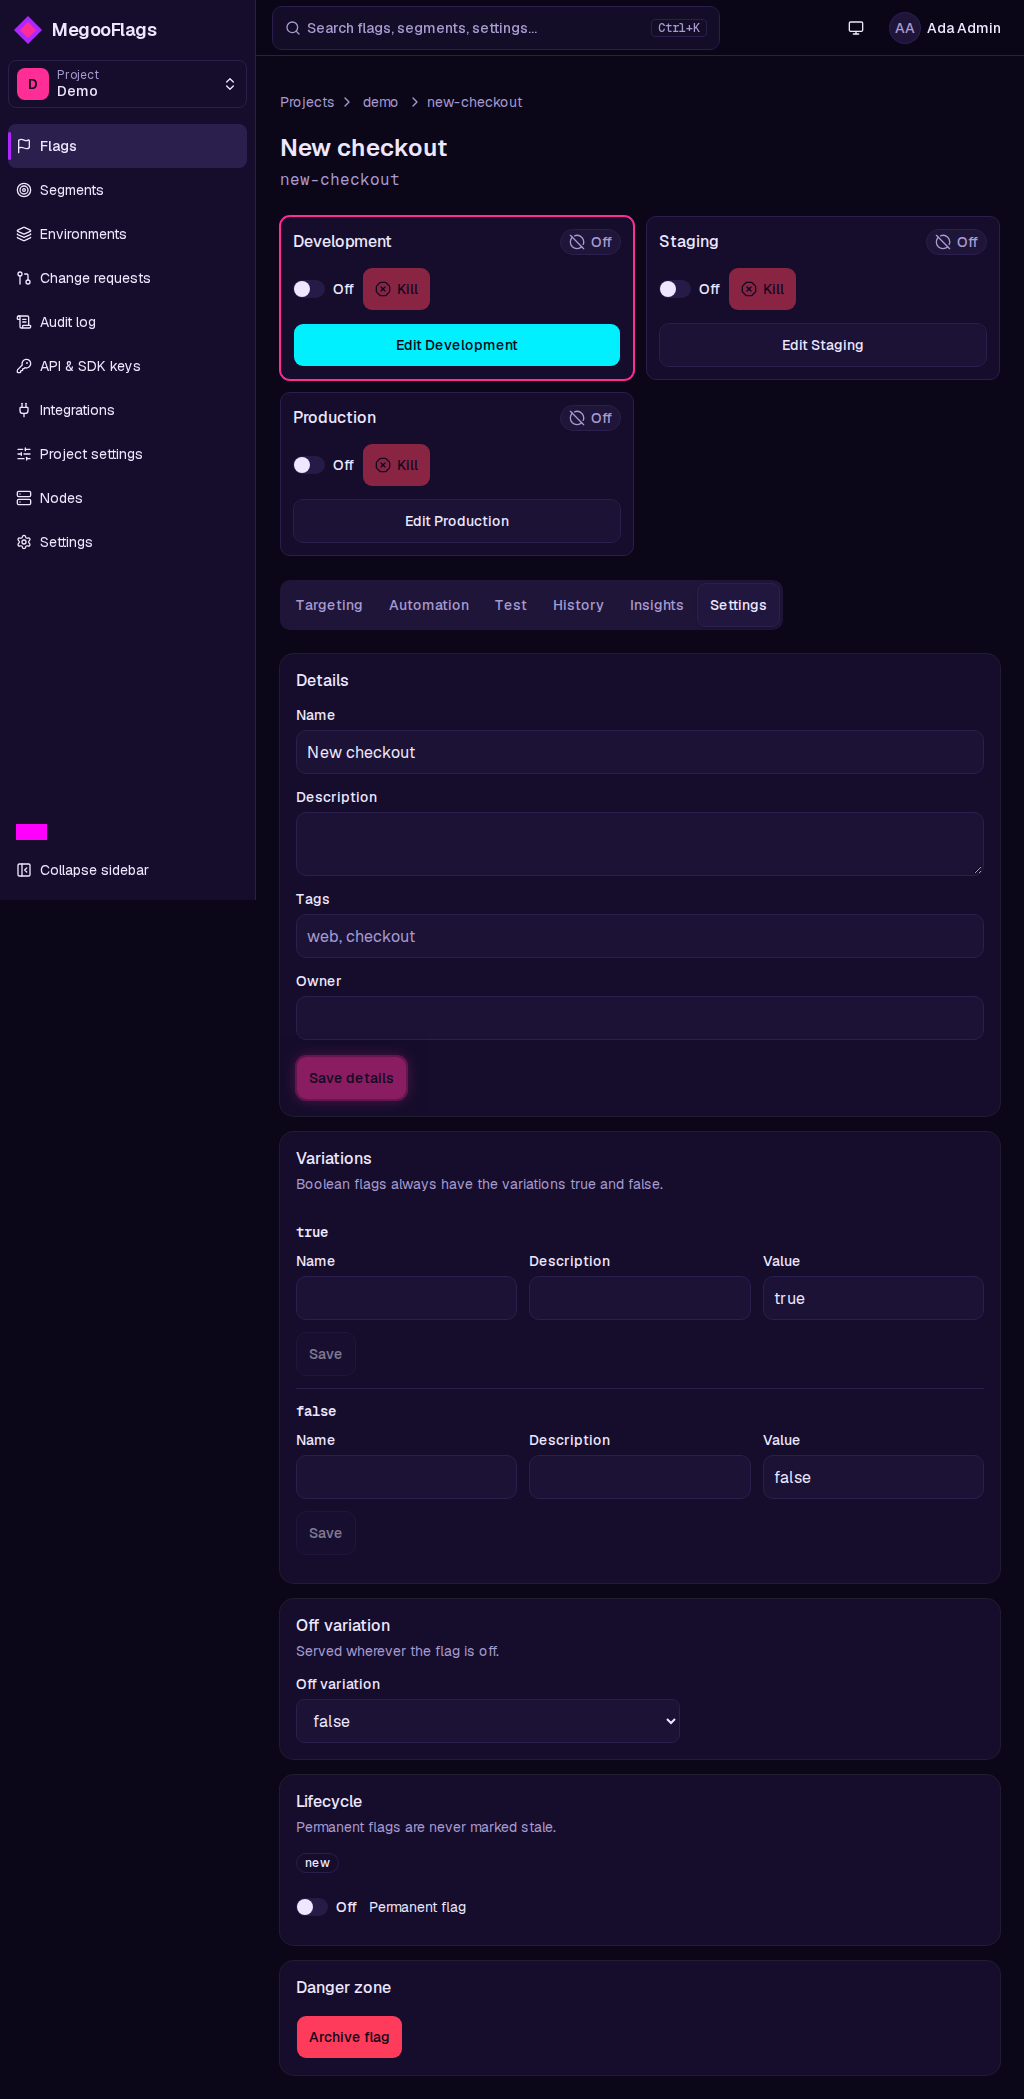 MegooFlags
Search flags, segments, settings... Ctrl+K
AA Ada Admin
D Project
Demo
Flags
Segments
Environments
Change requests
Audit log
API & SDK keys
Integrations
Project settings
Nodes
Settings
Collapse sidebar
Projects > demo > new-checkout
New checkout
new-checkout
Development Off
Off Kill
Edit Development
Staging Off
Off Kill
Edit Staging
Production Off
Off Kill
Edit Production
Targeting Automation Test History Insights Settings
Details
Name
New checkout
Description
Tags
web, checkout
Owner
Save details
Variations
Boolean flags always have the variations true and false.
true
Name Description Value
true
Save
false
Name Description Value
false
Save
Off variation
Served wherever the flag is off.
Off variation
false
Lifecycle
Permanent flags are never marked stale.
new
Off Permanent flag
Danger zone
Archive flag